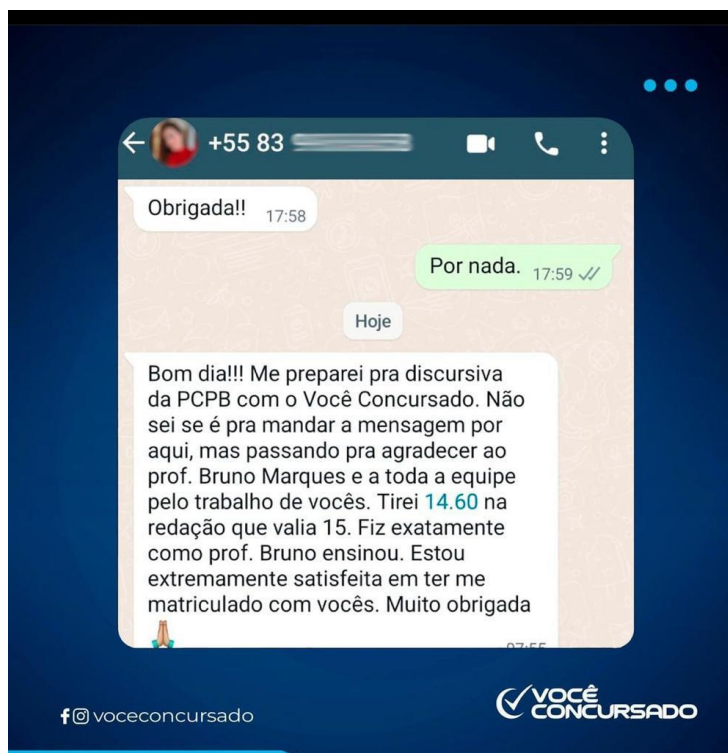 +55 83
Obrigada!! 17:58
Por nada. 17:59
Hoje
Bom dia!!! Me preparei pra discursiva
da PCPB com o Você Concursado. Não
sei se é pra mandar a mensagem por
aqui, mas passando pra agradecer ao
prof. Bruno Marques e a toda a equipe
pelo trabalho de vocês. Tirei 14.60 na
redação que valia 15. Fiz exatamente
como prof. Bruno ensinou. Estou
extremamente satisfeita em ter me
matriculado com vocês. Muito obrigada
🙏🏼
voceconcursado
VOCÊ
CONCURSADO